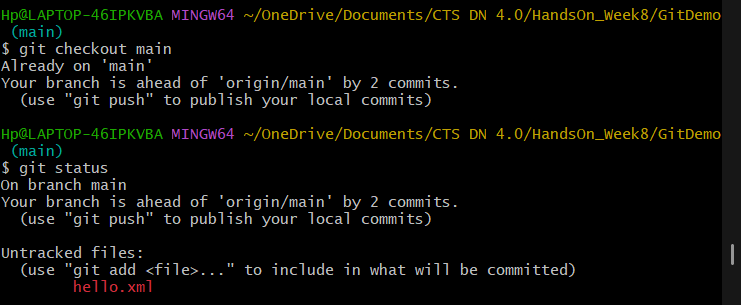 Hp@LAPTOP-46IPKVBA MINGW64 ~/OneDrive/Documents/CTS DN 4.0/HandsOn_Week8/GitDemo
(main)
$ git checkout main
Already on 'main'
Your branch is ahead of 'origin/main' by 2 commits.
(use "git push" to publish your local commits)
Hp@LAPTOP-46IPKVBA MINGW64 ~/OneDrive/Documents/CTS DN 4.0/HandsOn_Week8/GitDemo
(main)
$ git status
On branch main
Your branch is ahead of 'origin/main' by 2 commits.
(use "git push" to publish your local commits)
Untracked files:
(use "git add <file>..." to include in what will be committed)
hello.xml